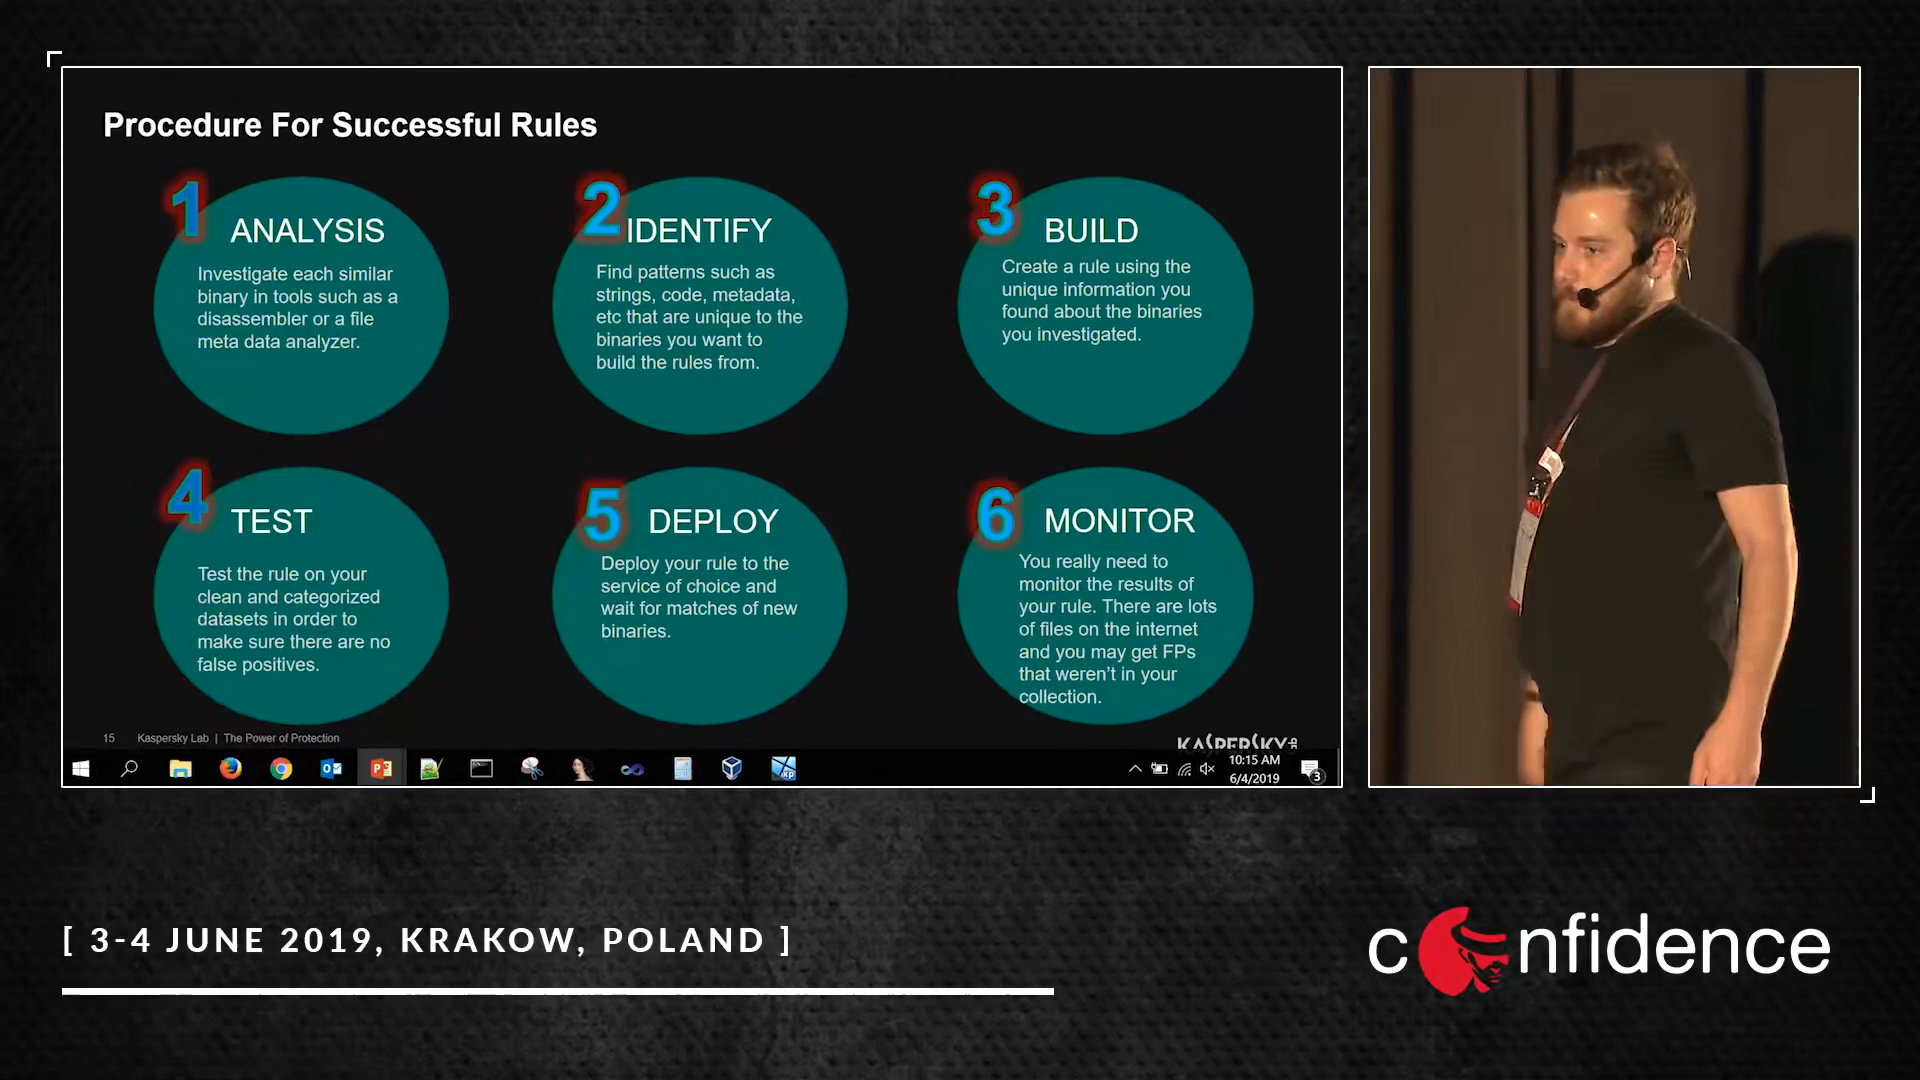 Procedure For Successful Rules
1
ANALYSIS
Investigate each similar
binary in tools such as a
disassembler or a file
meta data analyzer.
2
IDENTIFY
Find patterns such as
strings, code, metadata,
etc that are unique to the
binaries you want to
build the rules from.
3
BUILD
Create a rule using the
unique information you
found about the binaries
you investigated.
4
TEST
Test the rule on your
clean and categorized
datasets in order to
make sure there are no
false positives.
5
DEPLOY
Deploy your rule to the
service of choice and
wait for matches of new
binaries.
6
MONITOR
You really need to
monitor the results of
your rule. There are lots
of files on the internet
and you may get FPs
that weren't in your
collection.
15 Kaspersky Lab | The Power of Protection
KASPERSKY
10:15 AM
6/4/2019
3
[ 3-4 JUNE 2019, KRAKOW, POLAND ]
confidence